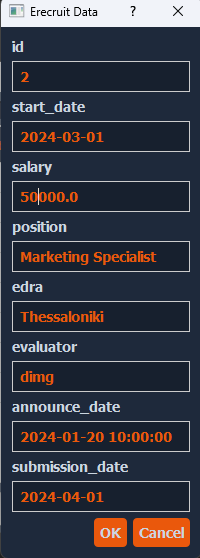 Erecruit Data ? ×
id
2
start_date
2024-03-01
salary
50000.0
position
Marketing Specialist
edra
Thessaloniki
evaluator
dimg
announce_date
2024-01-20 10:00:00
submission_date
2024-04-01
OK Cancel